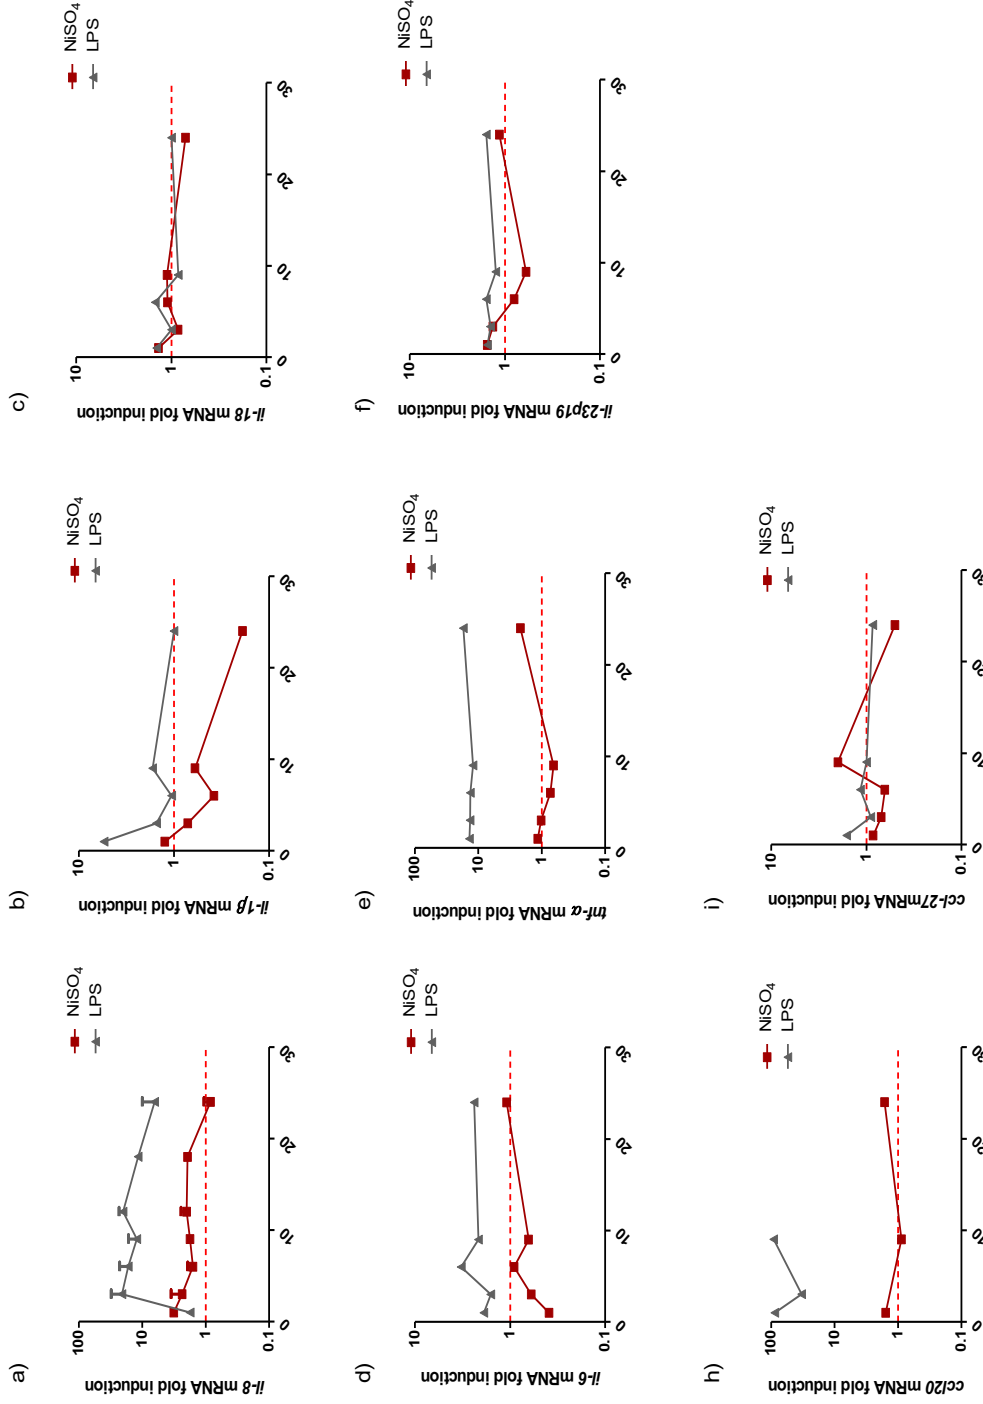 a)
NiSO4
LPS
il-8 mRNA fold induction
100
10
1
0.1
0 10 20 30
b)
NiSO4
LPS
il-1β mRNA fold induction
10
1
0.1
0 10 20 30
c)
NiSO4
LPS
il-18 mRNA fold induction
10
1
0.1
0 10 20 30
d)
NiSO4
LPS
il-6 mRNA fold induction
10
1
0.1
0 10 20 30
e)
NiSO4
LPS
tnf-α mRNA fold induction
100
10
1
0.1
0 10 20 30
f)
NiSO4
LPS
il-23p19 mRNA fold induction
10
1
0.1
0 10 20 30
h)
NiSO4
LPS
ccl20 mRNA fold induction
100
10
1
0.1
0 10 20 30
i)
NiSO4
LPS
ccl-27mRNA fold induction
10
1
0.1
0 10 20 30